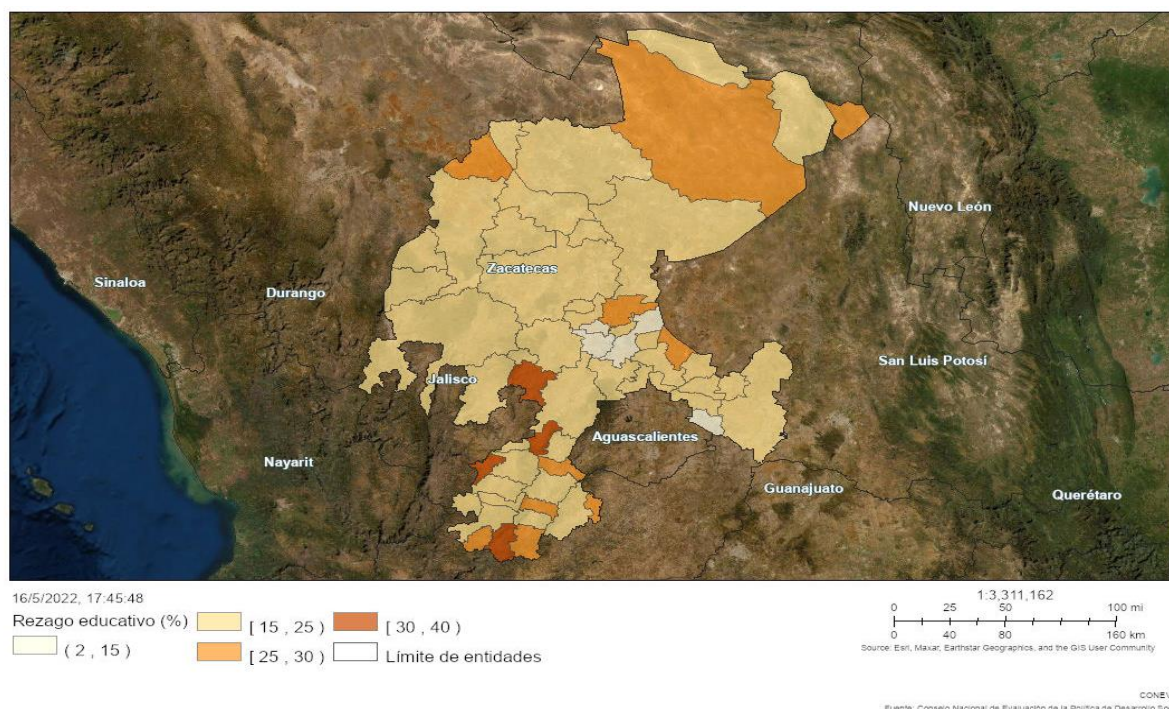 Nuevo León
Zacatecas
Sinaloa
Durango
San Luis Potosí
Jalisco
Aguascalientes
Nayarit
Guanajuato
Querétaro
16/5/2022, 17:45:48
Rezago educativo (%)
( 2 , 15 )
[ 15 , 25 )
[ 25 , 30 )
[ 30 , 40 )
Límite de entidades
1:3,311,162
0 25 50 100 mi
0 40 80 160 km
Source: Esri, Maxar, Earthstar Geographics, and the GIS User Community
CONEV
Fuente: Consejo Nacional de Evaluación de la Política de Desarrollo So